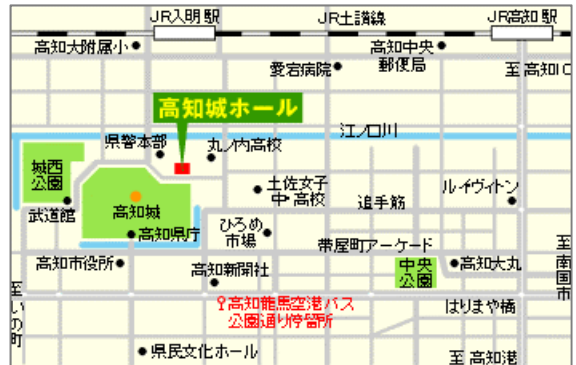 JR入明駅
JR土讃線
JR高知駅
高知大附属小
高知中央
郵便局
愛宕病院
至高知IC
高知城ホール
江ノ口川
県警本部
丸ノ内高校
城西
公園
土佐女子
中・高校
ルイヴィトン
追手筋
武道館
高知城
ひろめ
市場
高知県庁
帯屋町アーケード
至南国市
高知市役所
高知新聞社
中央
公園
高知大丸
至いの町
高知龍馬空港バス
公園通り停留所
はりまや橋
県民文化ホール
至高知港